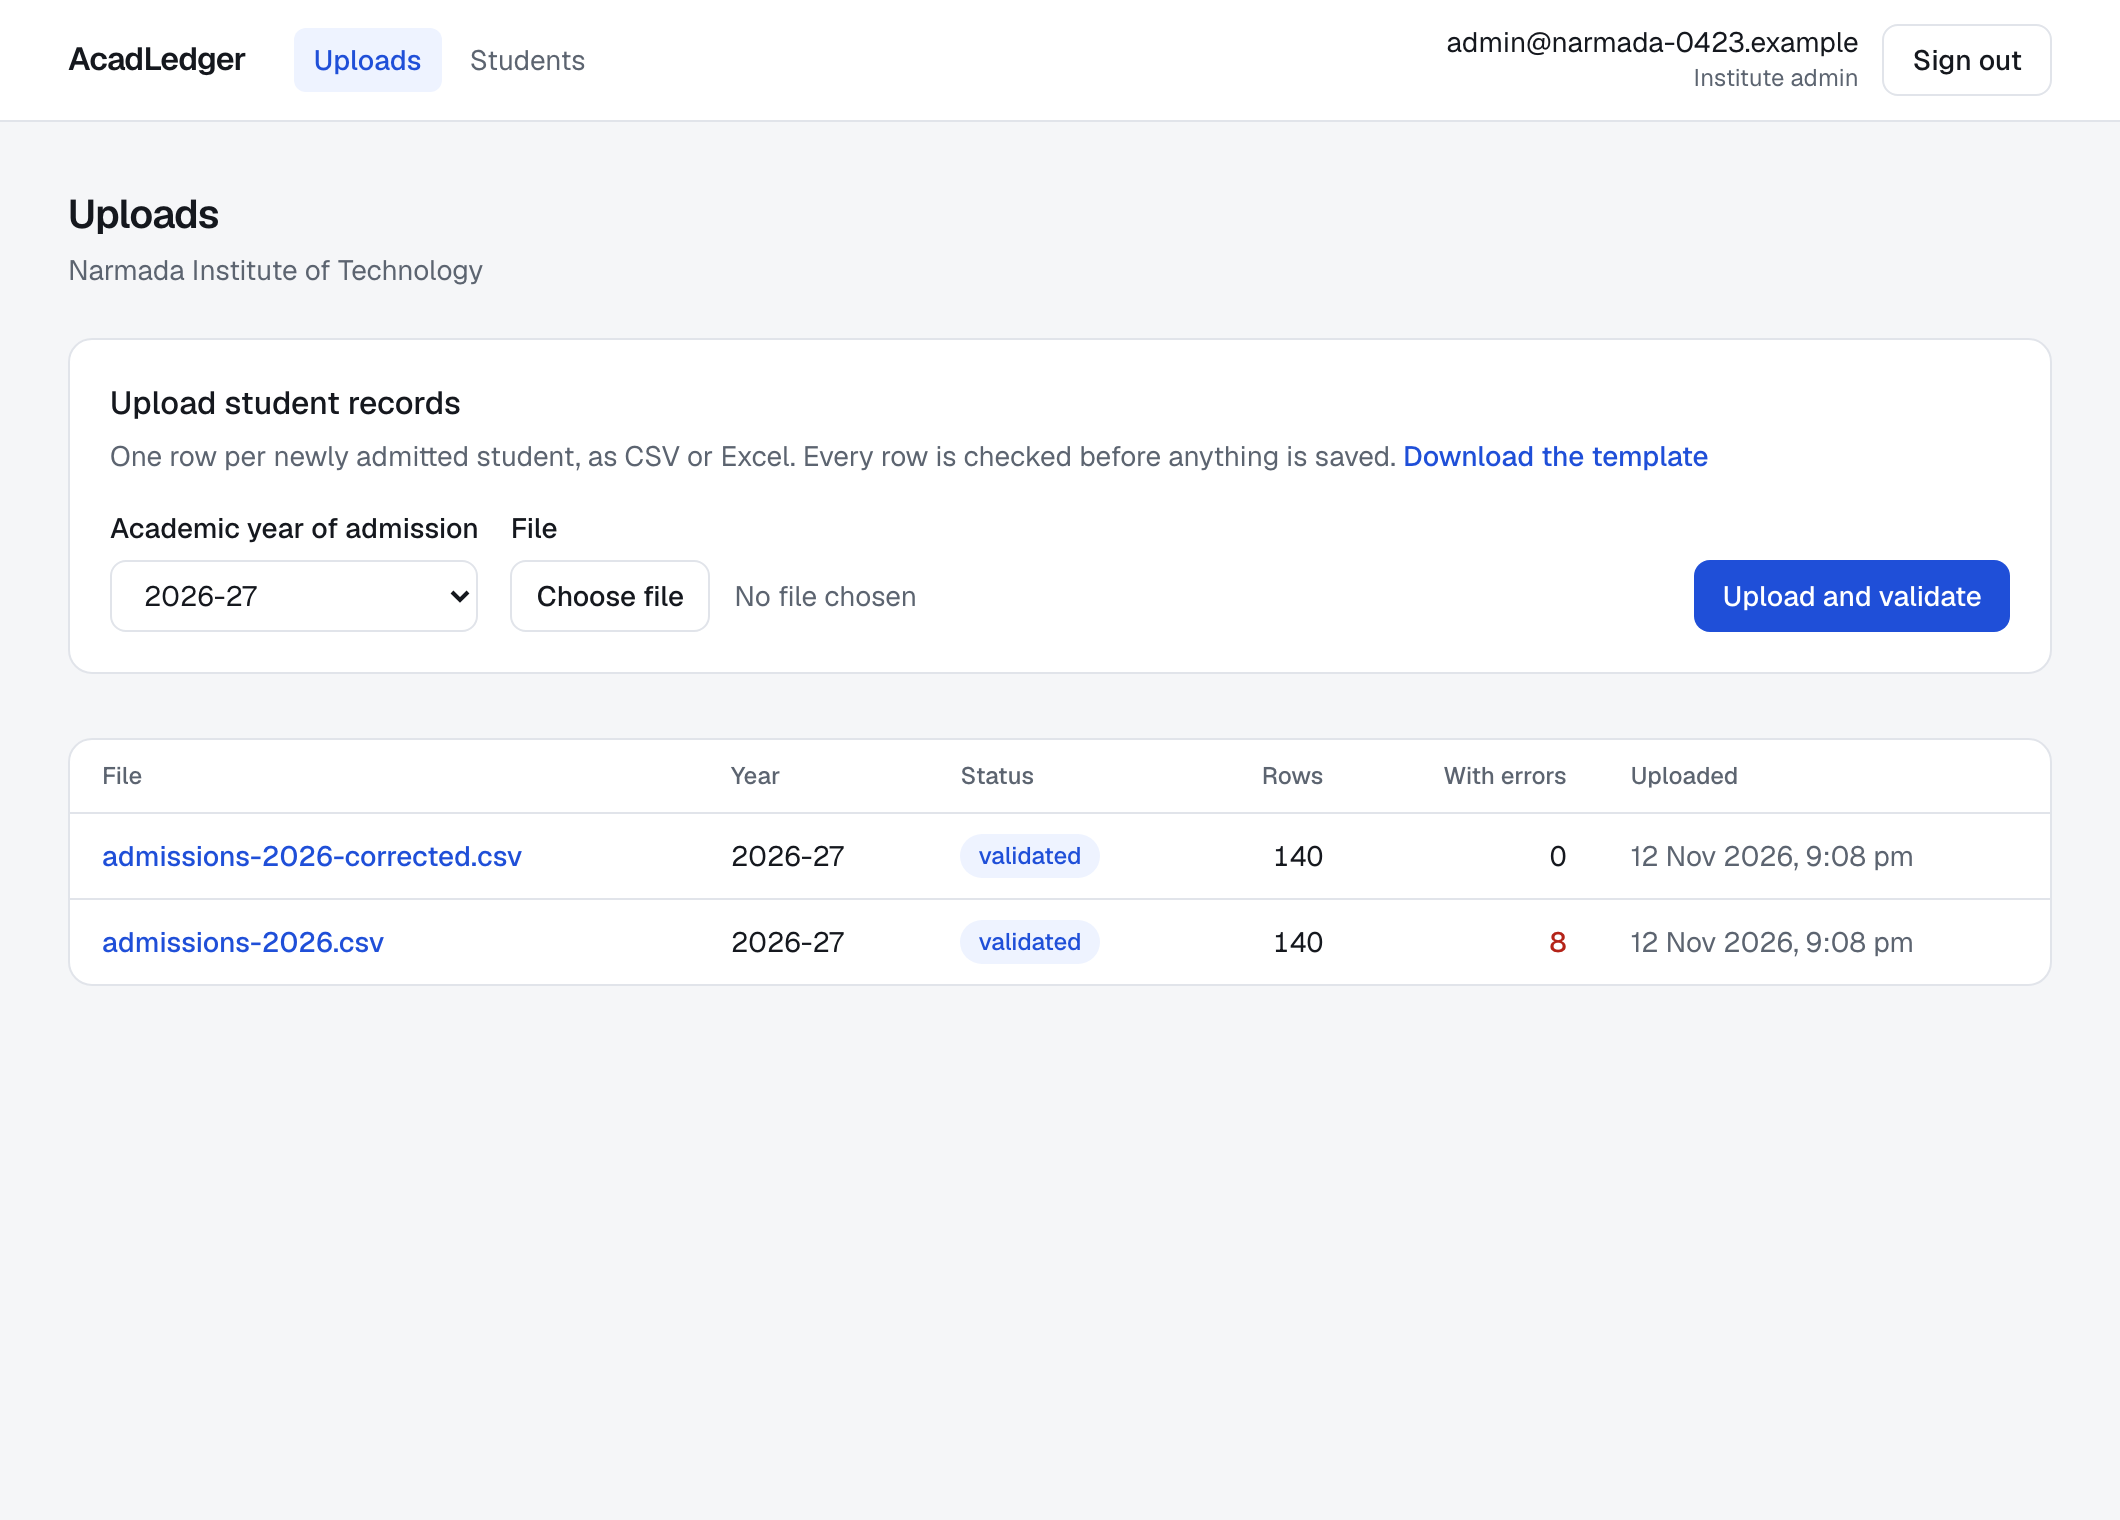 AcadLedger
Uploads
Students
admin@narmada-0423.example
Institute admin
Sign out
Uploads
Narmada Institute of Technology
Upload student records
One row per newly admitted student, as CSV or Excel. Every row is checked before anything is saved. Download the template
Academic year of admission
File
2026-27
Choose file
No file chosen
Upload and validate
File Year Status Rows With errors Uploaded
admissions-2026-corrected.csv 2026-27 validated 140 0 12 Nov 2026, 9:08 pm
admissions-2026.csv 2026-27 validated 140 8 12 Nov 2026, 9:08 pm